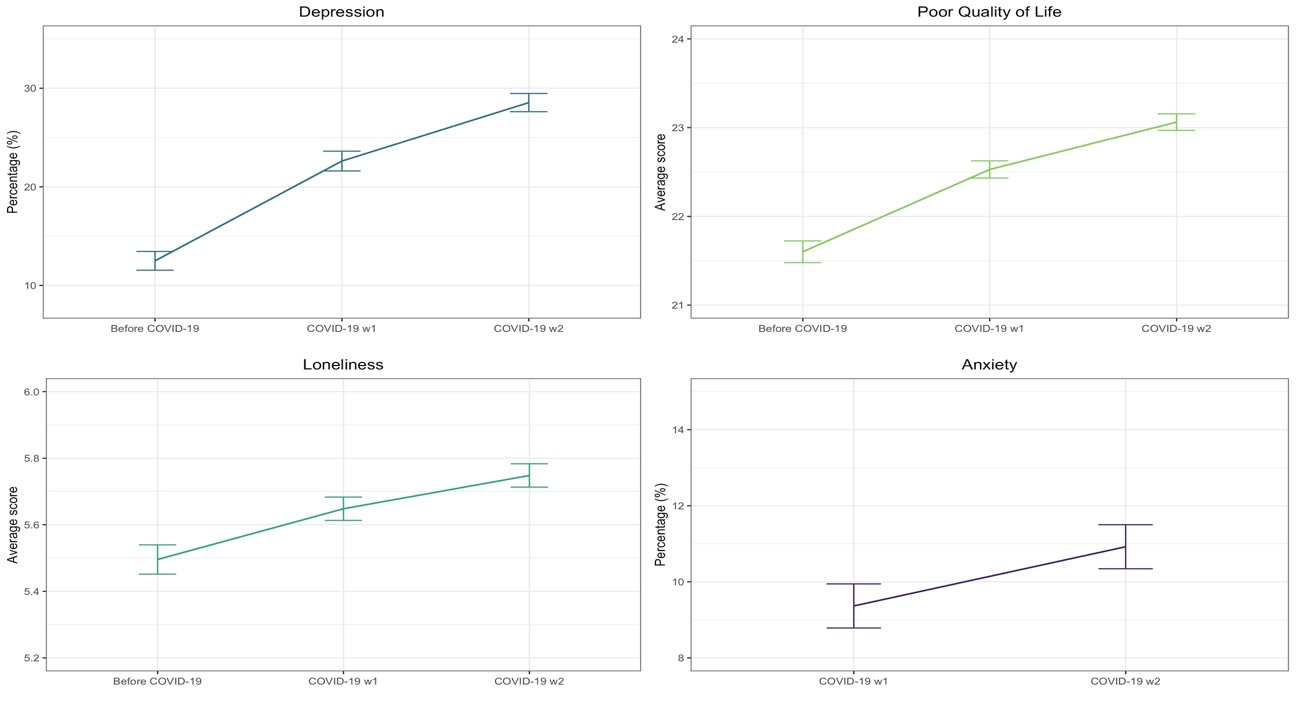 Depression
Percentage (%)
30
20
10
Before COVID-19 COVID-19 w1 COVID-19 w2
Poor Quality of Life
Average score
24
23
22
21
Before COVID-19 COVID-19 w1 COVID-19 w2
Loneliness
Average score
6.0
5.8
5.6
5.4
5.2
Before COVID-19 COVID-19 w1 COVID-19 w2
Anxiety
Percentage (%)
14
12
10
8
COVID-19 w1 COVID-19 w2